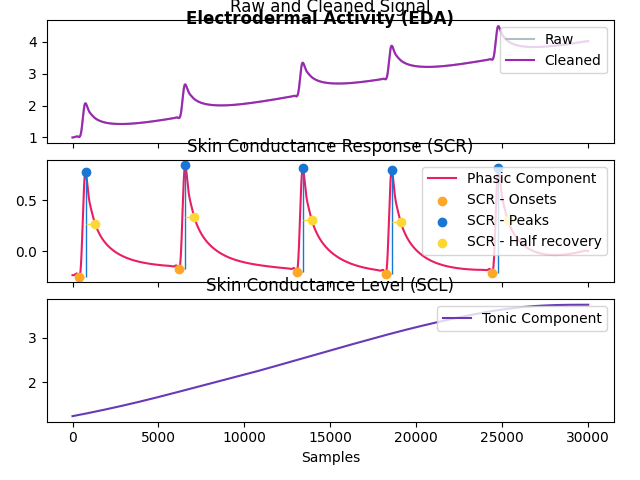 Raw and Cleaned Signal
Electrodermal Activity (EDA)
4
3
2
1
Raw
Cleaned
Skin Conductance Response (SCR)
0.5
0.0
Phasic Component
SCR - Onsets
SCR - Peaks
SCR - Half recovery
Skin Conductance Level (SCL)
3
2
Tonic Component
0 5000 10000 15000 20000 25000 30000
Samples